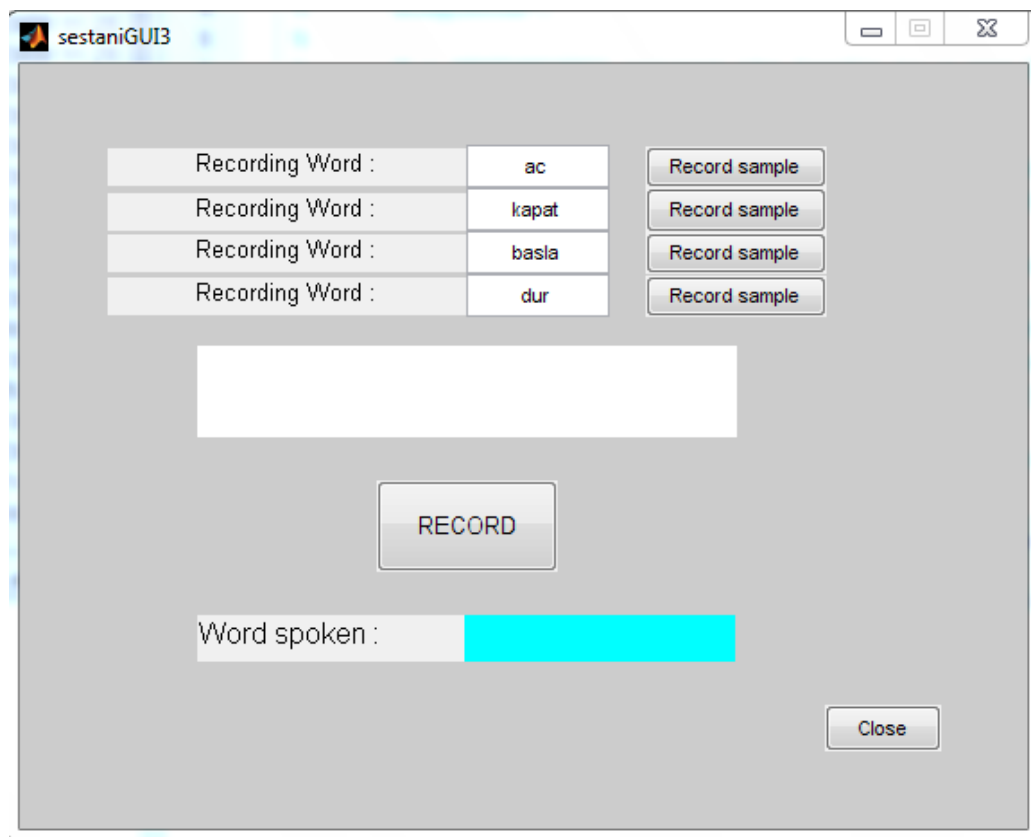 sestaniGUI3
Recording Word : ac Record sample
Recording Word : kapat Record sample
Recording Word : basla Record sample
Recording Word : dur Record sample
RECORD
Word spoken :
Close